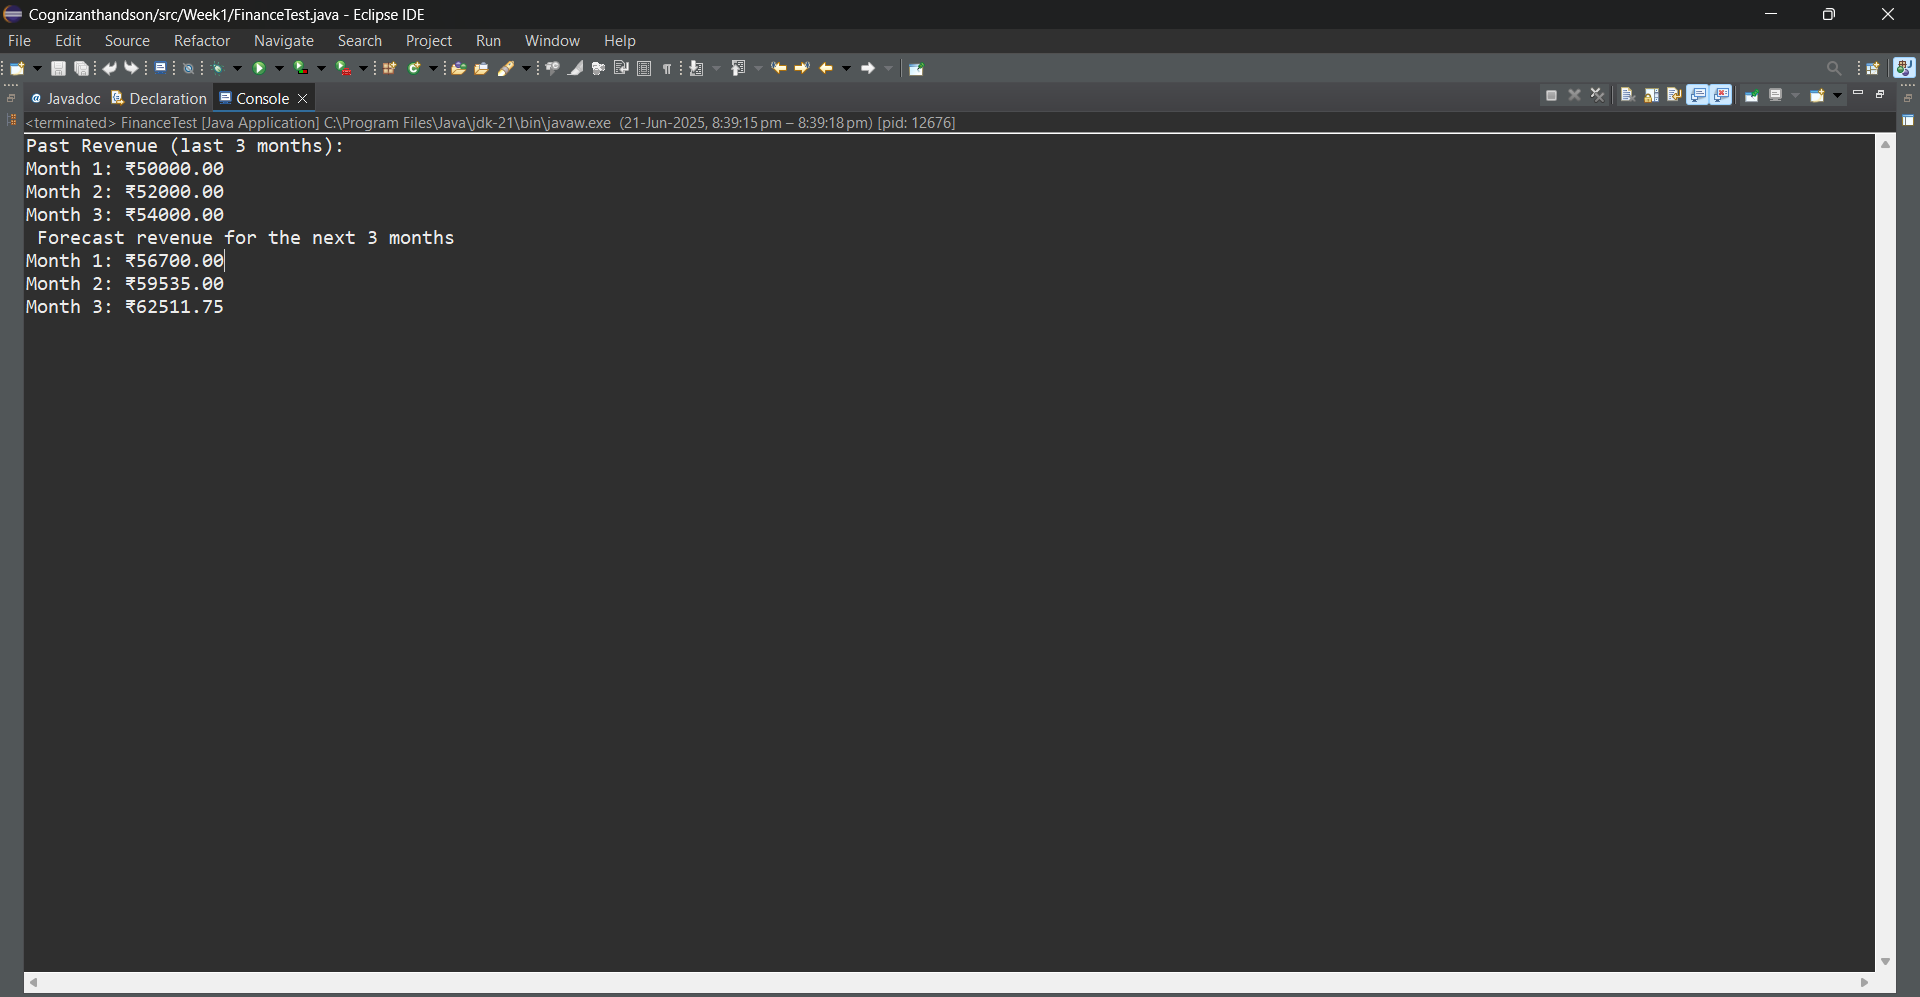 Cognizanthandson/src/Week1/FinanceTest.java - Eclipse IDE
File Edit Source Refactor Navigate Search Project Run Window Help
Javadoc Declaration Console
<terminated> FinanceTest [Java Application] C:\Program Files\Java\jdk-21\bin\javaw.exe (21-Jun-2025, 8:39:15 pm – 8:39:18 pm) [pid: 12676]
Past Revenue (last 3 months):
Month 1: ₹50000.00
Month 2: ₹52000.00
Month 3: ₹54000.00
Forecast revenue for the next 3 months
Month 1: ₹56700.00
Month 2: ₹59535.00
Month 3: ₹62511.75